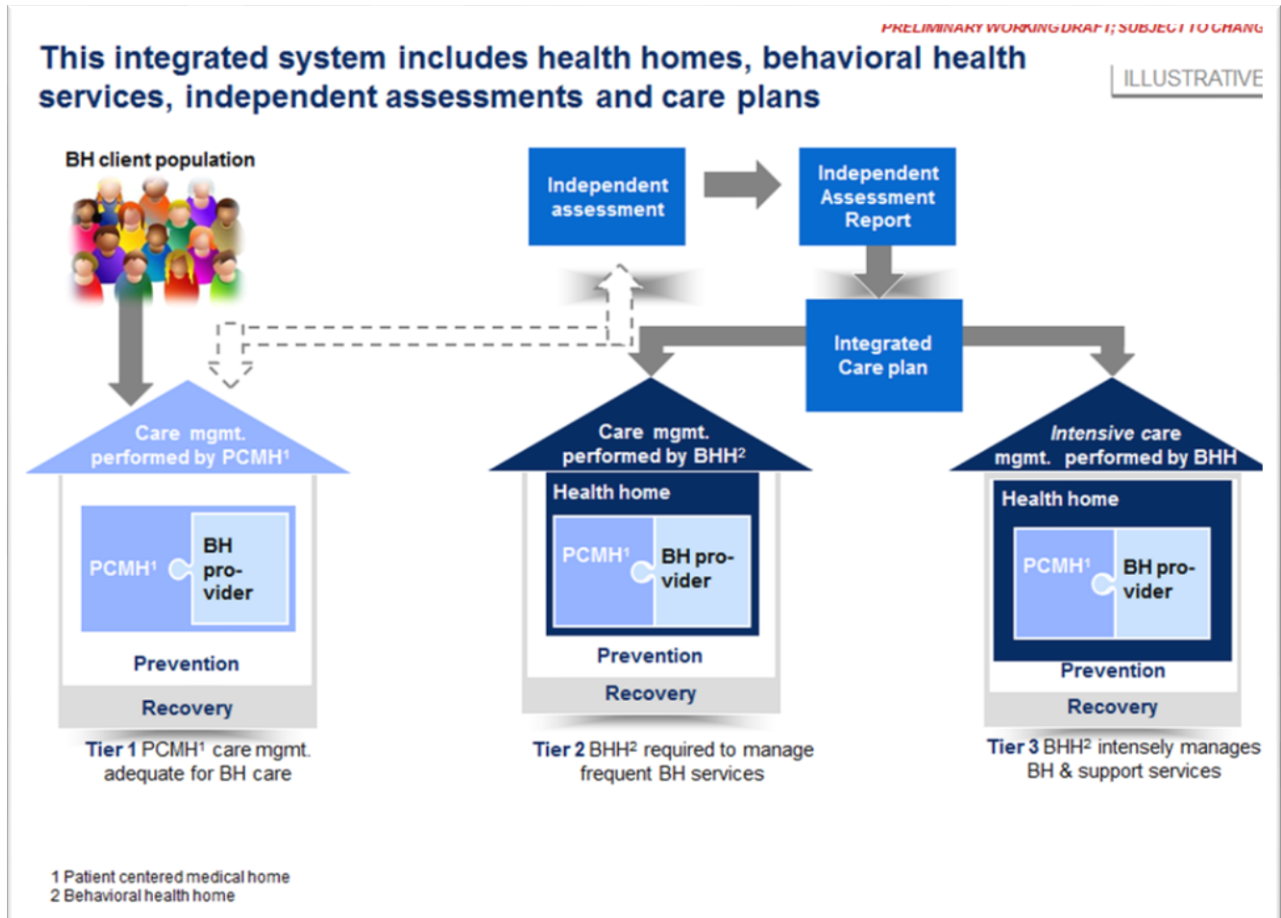 PRELIMINARY WORKING DRAFT; SUBJECT TO CHANG
This integrated system includes health homes, behavioral health
services, independent assessments and care plans
ILLUSTRATIVE
BH client population
Independent
assessment
Independent
Assessment
Report
Integrated
Care plan
Care mgmt.
performed by PCMH¹
PCMH¹
BH
pro-
vider
Prevention
Recovery
Tier 1 PCMH¹ care mgmt.
adequate for BH care
Care mgmt.
performed by BHH²
Health home
PCMH¹
BH pro-
vider
Prevention
Recovery
Tier 2 BHH² required to manage
frequent BH services
Intensive care
mgmt. performed by BHH
Health home
PCMH¹
BH pro-
vider
Prevention
Recovery
Tier 3 BHH² intensely manages
BH & support services
1 Patient centered medical home
2 Behavioral health home